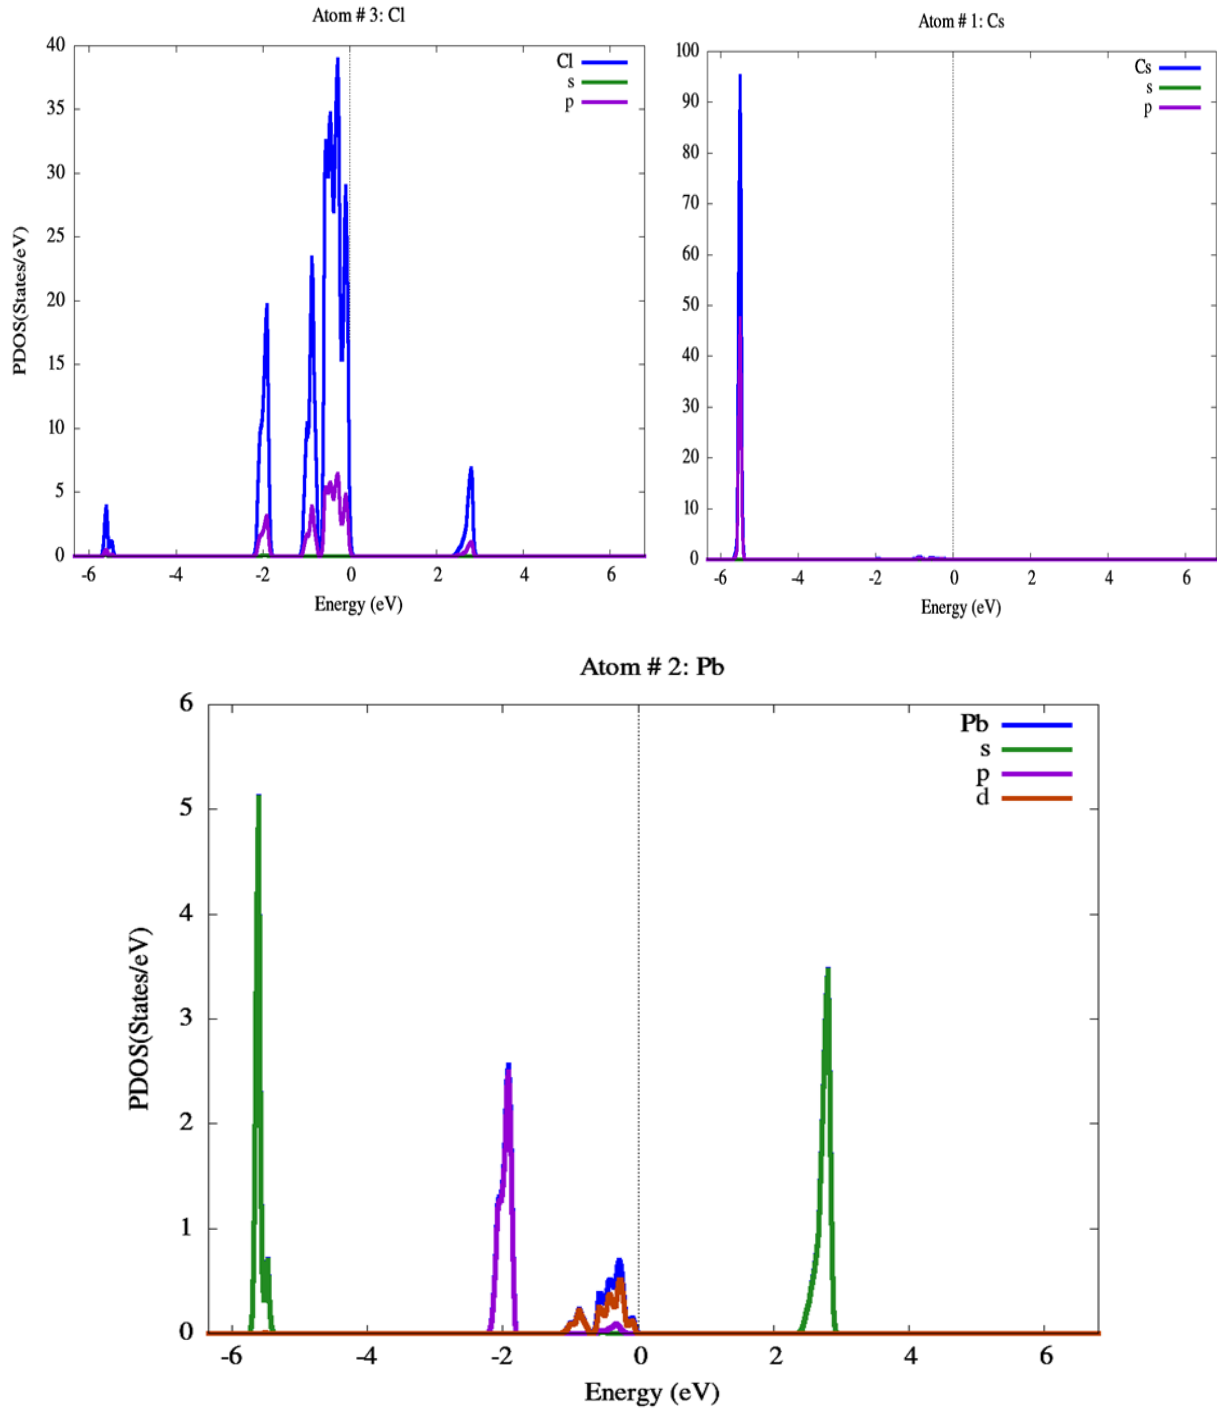 Atom # 3: Cl
PDOS(States/eV)
40
35
30
25
20
15
10
5
0
Cl
s
p
-6 -4 -2 0 2 4 6
Energy (eV)
Atom # 1: Cs
100
90
80
70
60
50
40
30
20
10
0
Cs
s
p
-6 -4 -2 0 2 4 6
Energy (eV)
Atom # 2: Pb
PDOS(States/eV)
6
5
4
3
2
1
0
Pb
s
p
d
-6 -4 -2 0 2 4 6
Energy (eV)